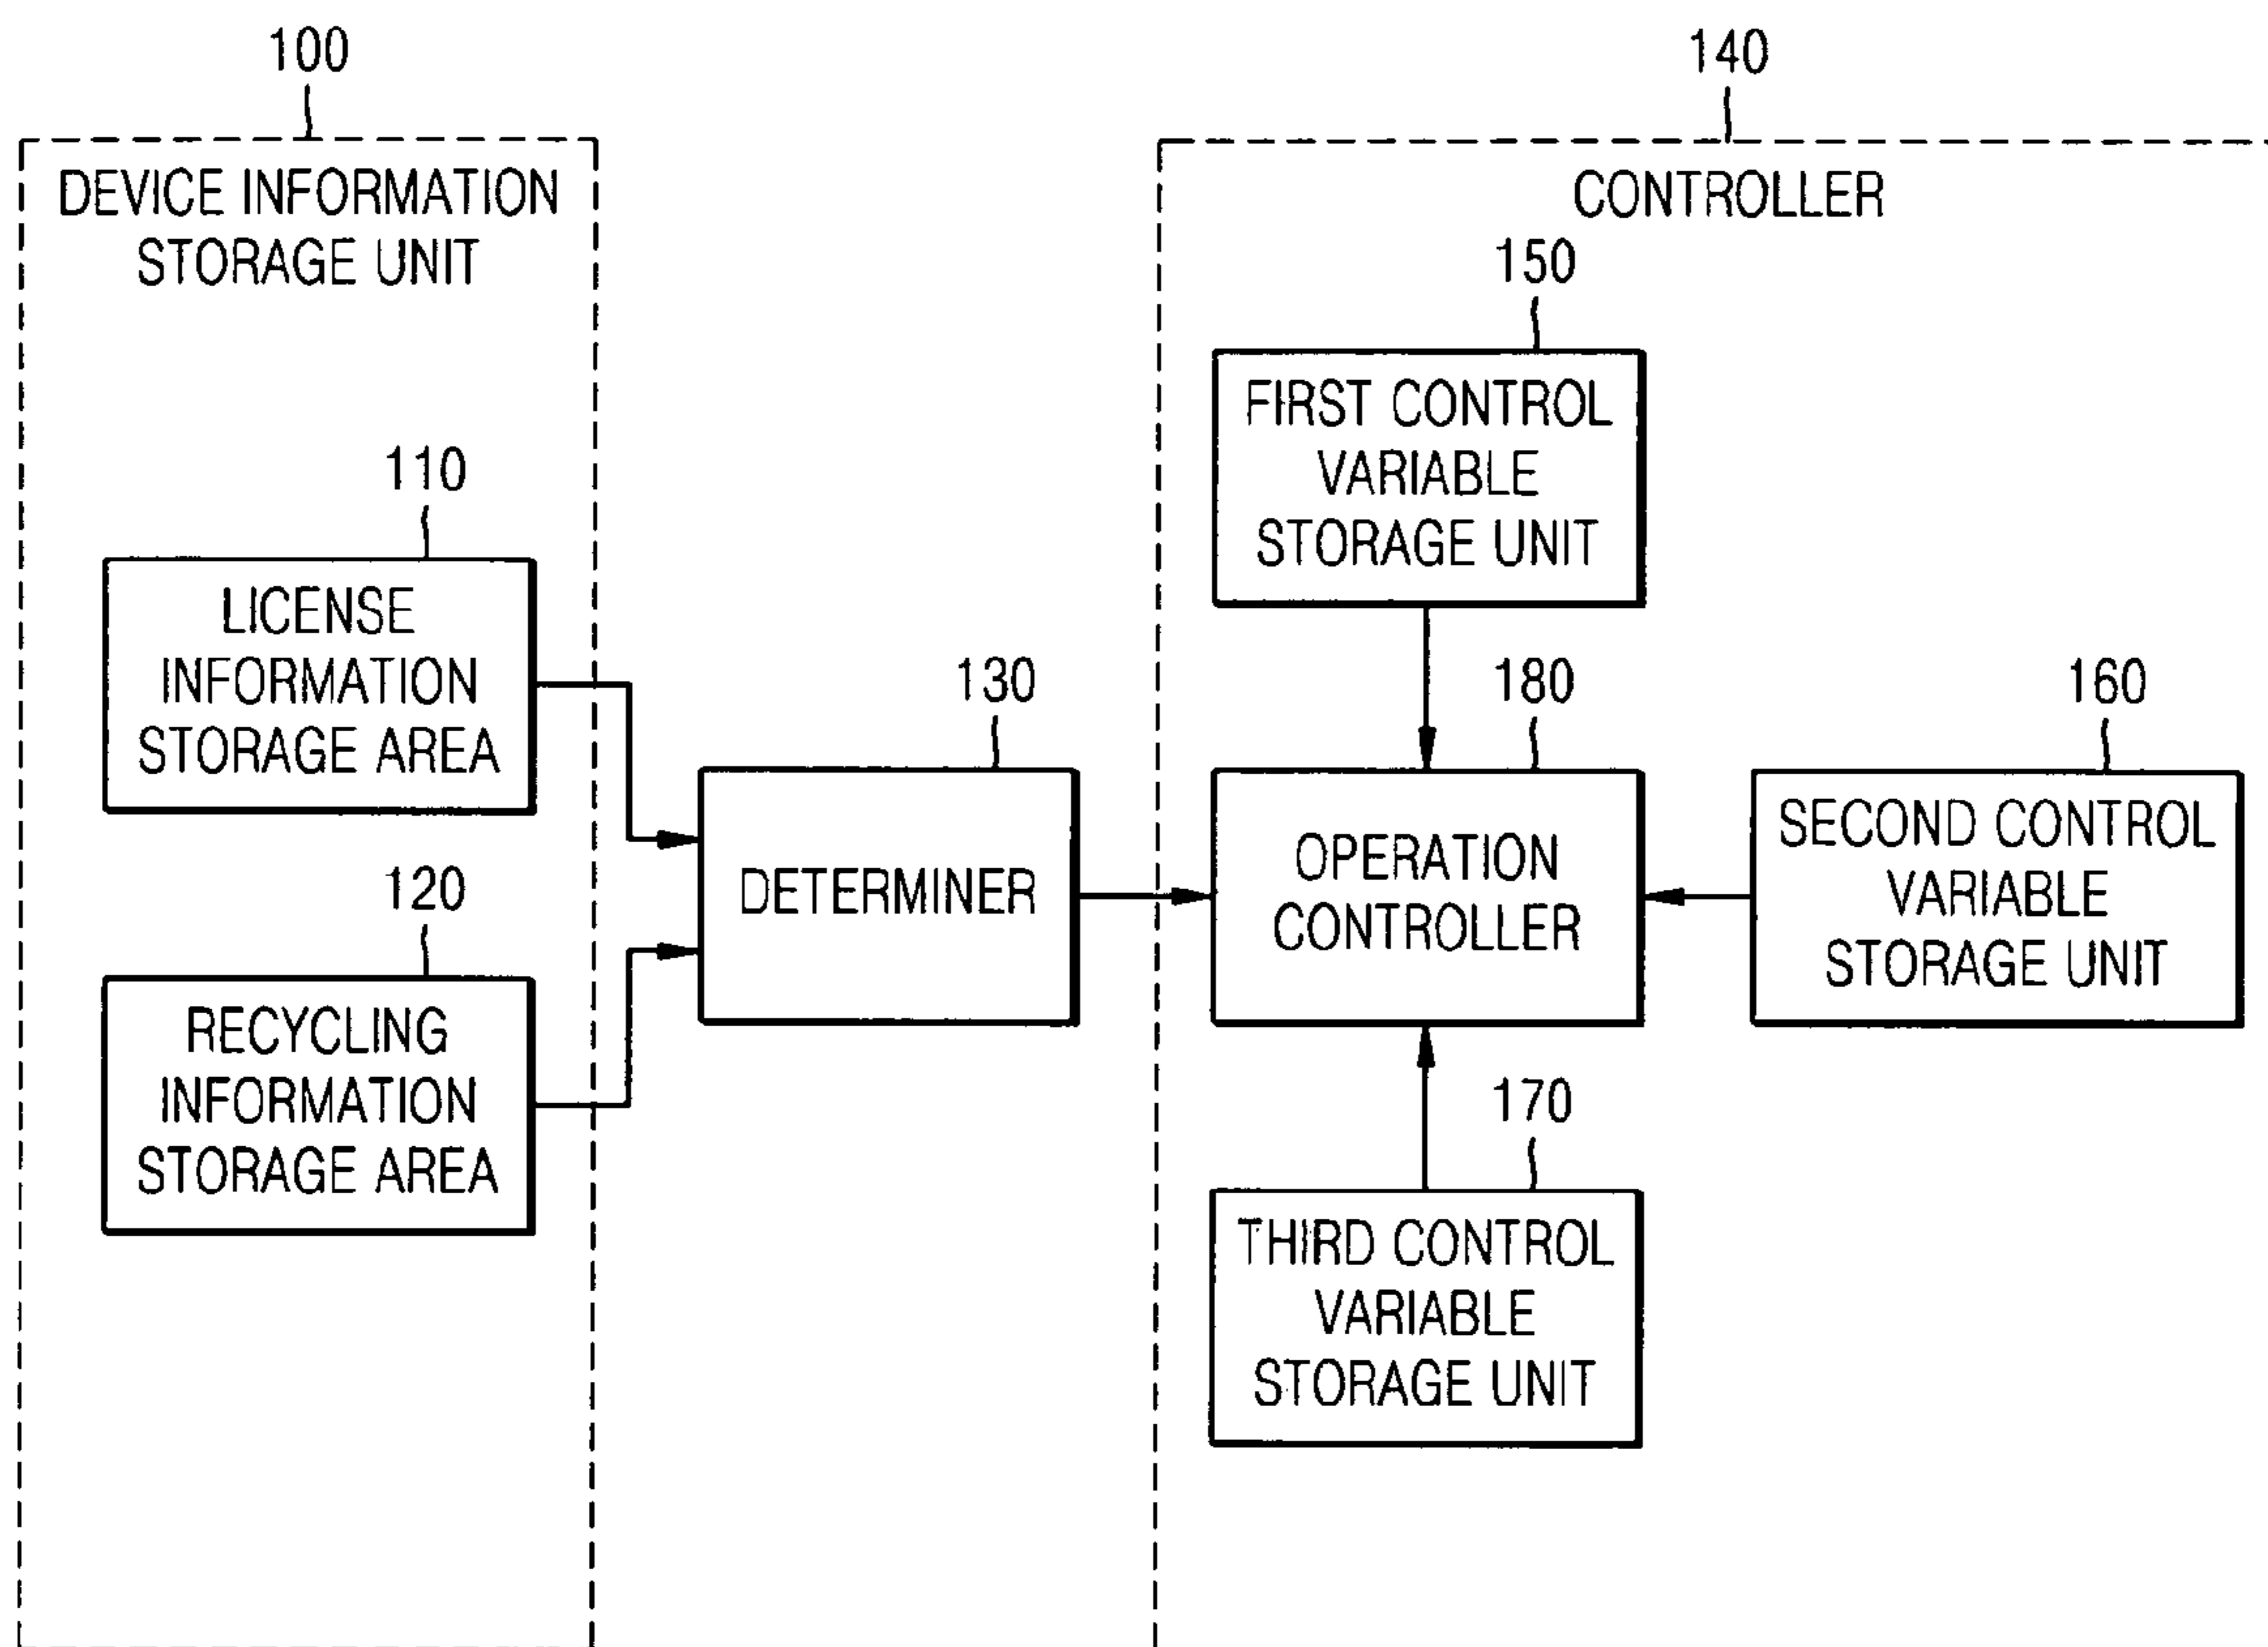 100
DEVICE INFORMATION
STORAGE UNIT
110
LICENSE
INFORMATION
STORAGE AREA
120
RECYCLING
INFORMATION
STORAGE AREA
130
DETERMINER
140
CONTROLLER
150
FIRST CONTROL
VARIABLE
STORAGE UNIT
180
OPERATION
CONTROLLER
160
SECOND CONTROL
VARIABLE
STORAGE UNIT
170
THIRD CONTROL
VARIABLE
STORAGE UNIT